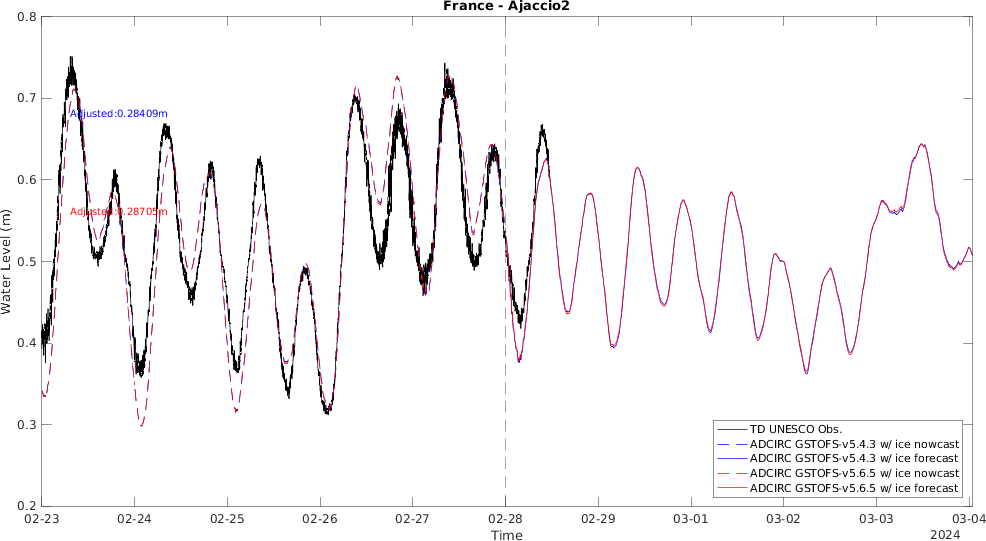 France - Ajaccio2
0.8
0.7
0.6
0.5
0.4
0.3
0.2
Water Level (m)
Adjusted:0.28409m
Adjusted:0.28705m
TD UNESCO Obs.
ADCIRC GSTOFS-v5.4.3 w/ ice nowcast
ADCIRC GSTOFS-v5.4.3 w/ ice forecast
ADCIRC GSTOFS-v5.6.5 w/ ice nowcast
ADCIRC GSTOFS-v5.6.5 w/ ice forecast
02-23 02-24 02-25 02-26 02-27 02-28 02-29 03-01 03-02 03-03 03-04
Time
2024